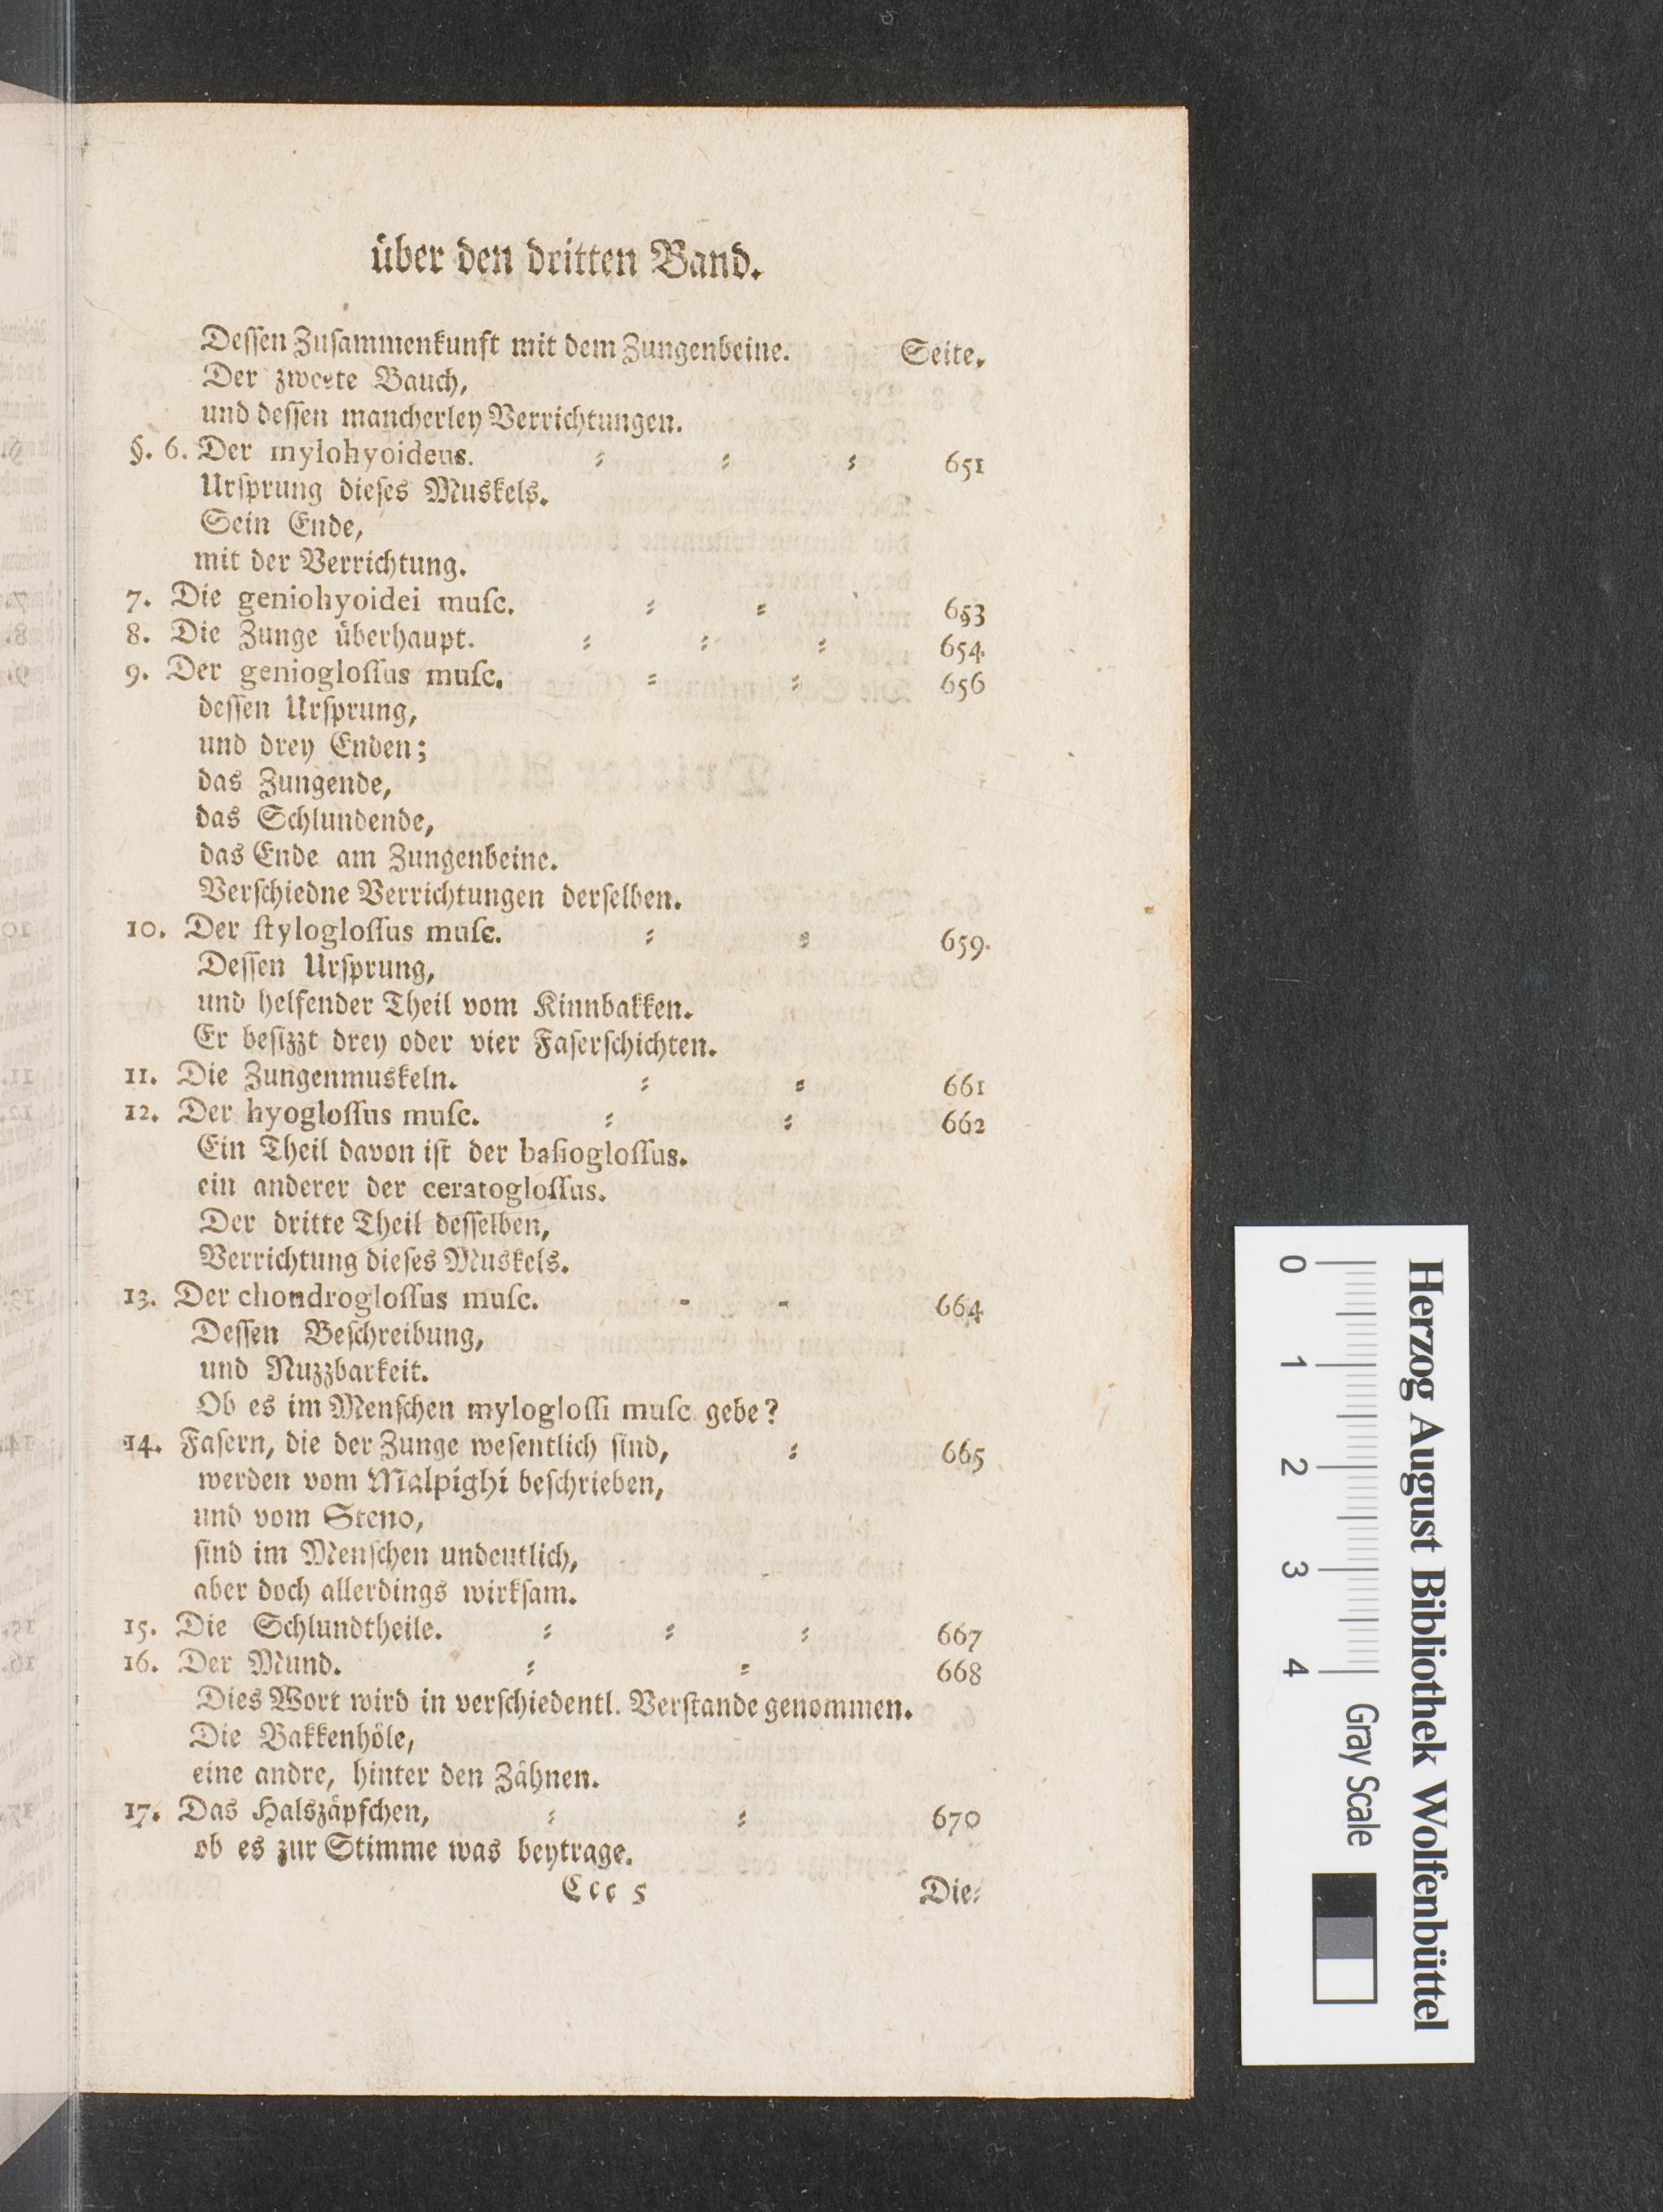 über den dritten Band.
Deſſen Zuſammenkunft mit dem Zungenbeine. Seite.
Der zweete Bauch,
und deſſen mancherley Verrichtungen.
§. 6. Der mylohyoideus. ⸗ ⸗ ⸗ 651
Urſprung dieſes Muskels.
Sein Ende,
mit der Verrichtung.
7. Die geniohyoidei muſc. ⸗ ⸗ 653
8. Die Zunge überhaupt. ⸗ ⸗ ⸗ 654
9. Der geniogloſſus muſc. ⸗ ⸗ 656
deſſen Urſprung,
und drey Enden;
das Zungende,
das Schlundende,
das Ende am Zungenbeine.
Verſchiedne Verrichtungen derſelben.
10. Der ſtylogloſſus muſc. ⸗ ⸗ 659
Deſſen Urſprung,
und helfender Theil vom Kinnbakken.
Er beſizzt drey oder vier Faſerſchichten.
11. Die Zungenmuskeln. ⸗ ⸗ 661
12. Der hyogloſſus muſc. ⸗ ⸗ 662
Ein Theil davon iſt der baſiogloſſus.
ein anderer der ceratogloſſus.
Der dritte Theil deſſelben,
Verrichtung dieſes Muskels.
13. Der chondrogloſſus muſc. - - 664
Deſſen Beſchreibung,
und Nuzzbarkeit.
Ob es im Menſchen mylogloſſi muſc gebe?
14. Faſern, die der Zunge weſentlich ſind, ⸗ 665
werden vom Malpighi beſchrieben,
und vom Steno,
ſind im Menſchen undeutlich,
aber doch allerdings wirkſam.
15. Die Schlundtheile. ⸗ ⸗ ⸗ 667
16. Der Mund. ⸗ ⸗ 668
Dies Wort wird in verſchiedentl. Verſtande genommen.
Die Bakkenhöle,
eine andre, hinter den Zähnen.
17. Das Halszäpfchen, ⸗ ⸗ 670
ob es zur Stimme was beytrage.
Ccc 5 Die⸗
Herzog August Bibliothek Wolfenbüttel
0 1 2 3 4 Gray Scale